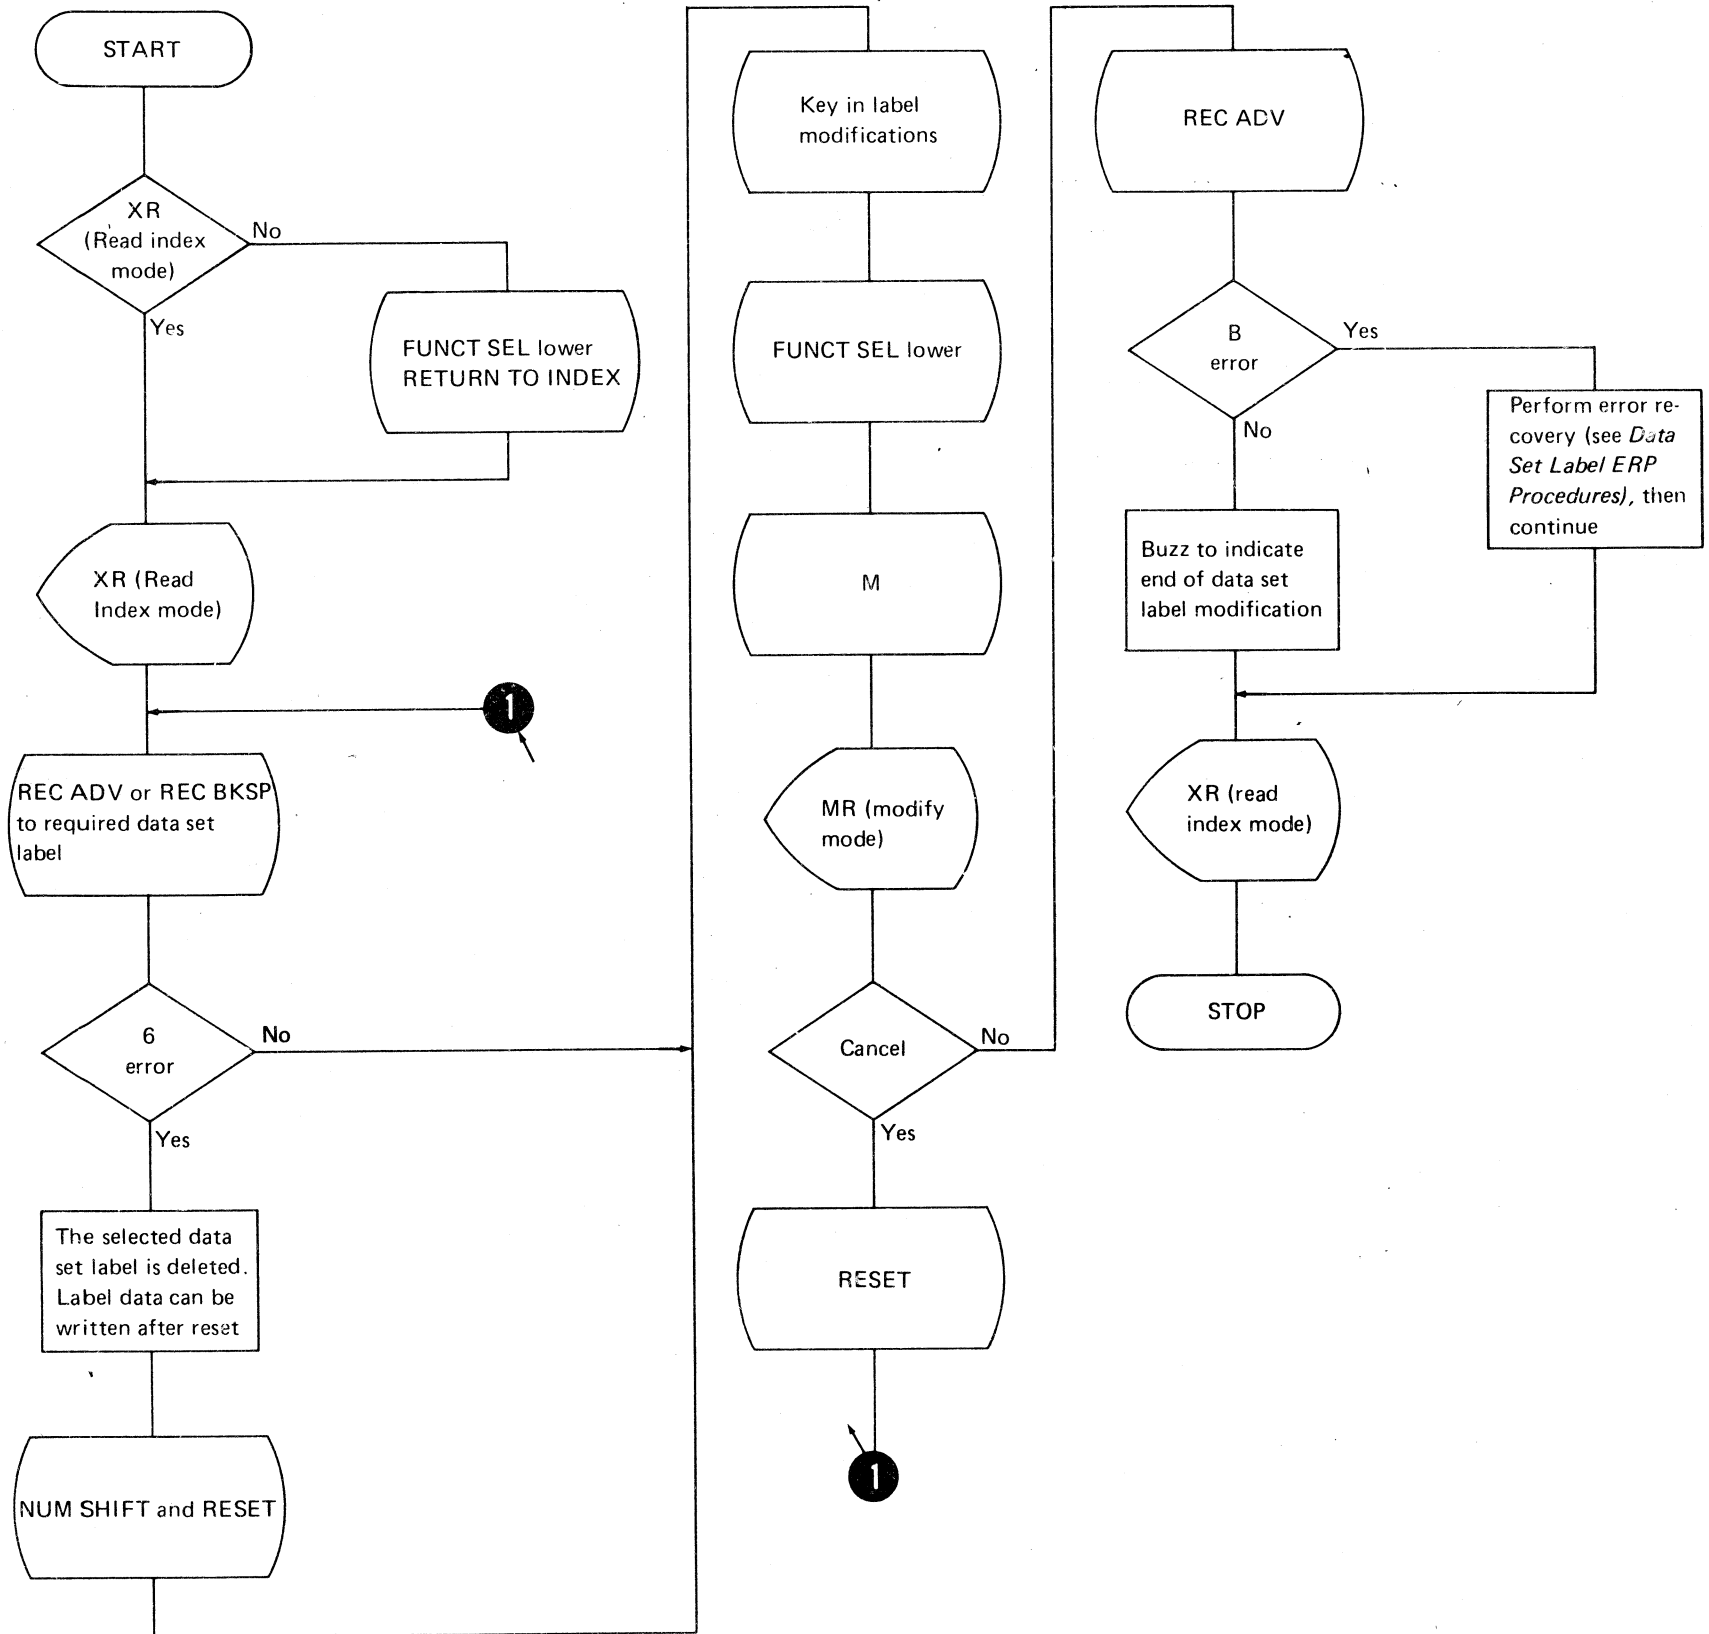 START
XR
(Read index
mode)
No
Yes
FUNCT SEL lower
RETURN TO INDEX
XR (Read
Index mode)
1
REC ADV or REC BKSP
to required data set
label
6
error
No
Yes
The selected data
set label is deleted.
Label data can be
written after reset
NUM SHIFT and RESET
Key in label
modifications
FUNCT SEL lower
M
MR (modify
mode)
Cancel
No
Yes
RESET
1
REC ADV
B
error
Yes
No
Perform error re-
covery (see Data
Set Label ERP
Procedures), then
continue
Buzz to indicate
end of data set
label modification
XR (read
index mode)
STOP